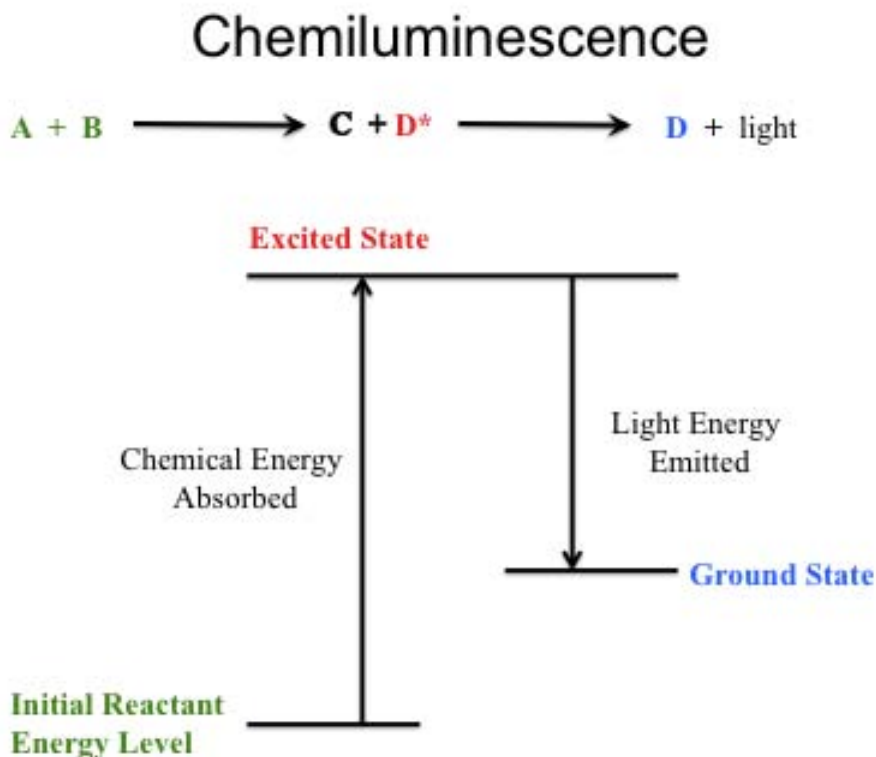 Chemiluminescence
A + B C + D* D + light
Excited State
Chemical Energy
Absorbed
Light Energy
Emitted
Ground State
Initial Reactant
Energy Level